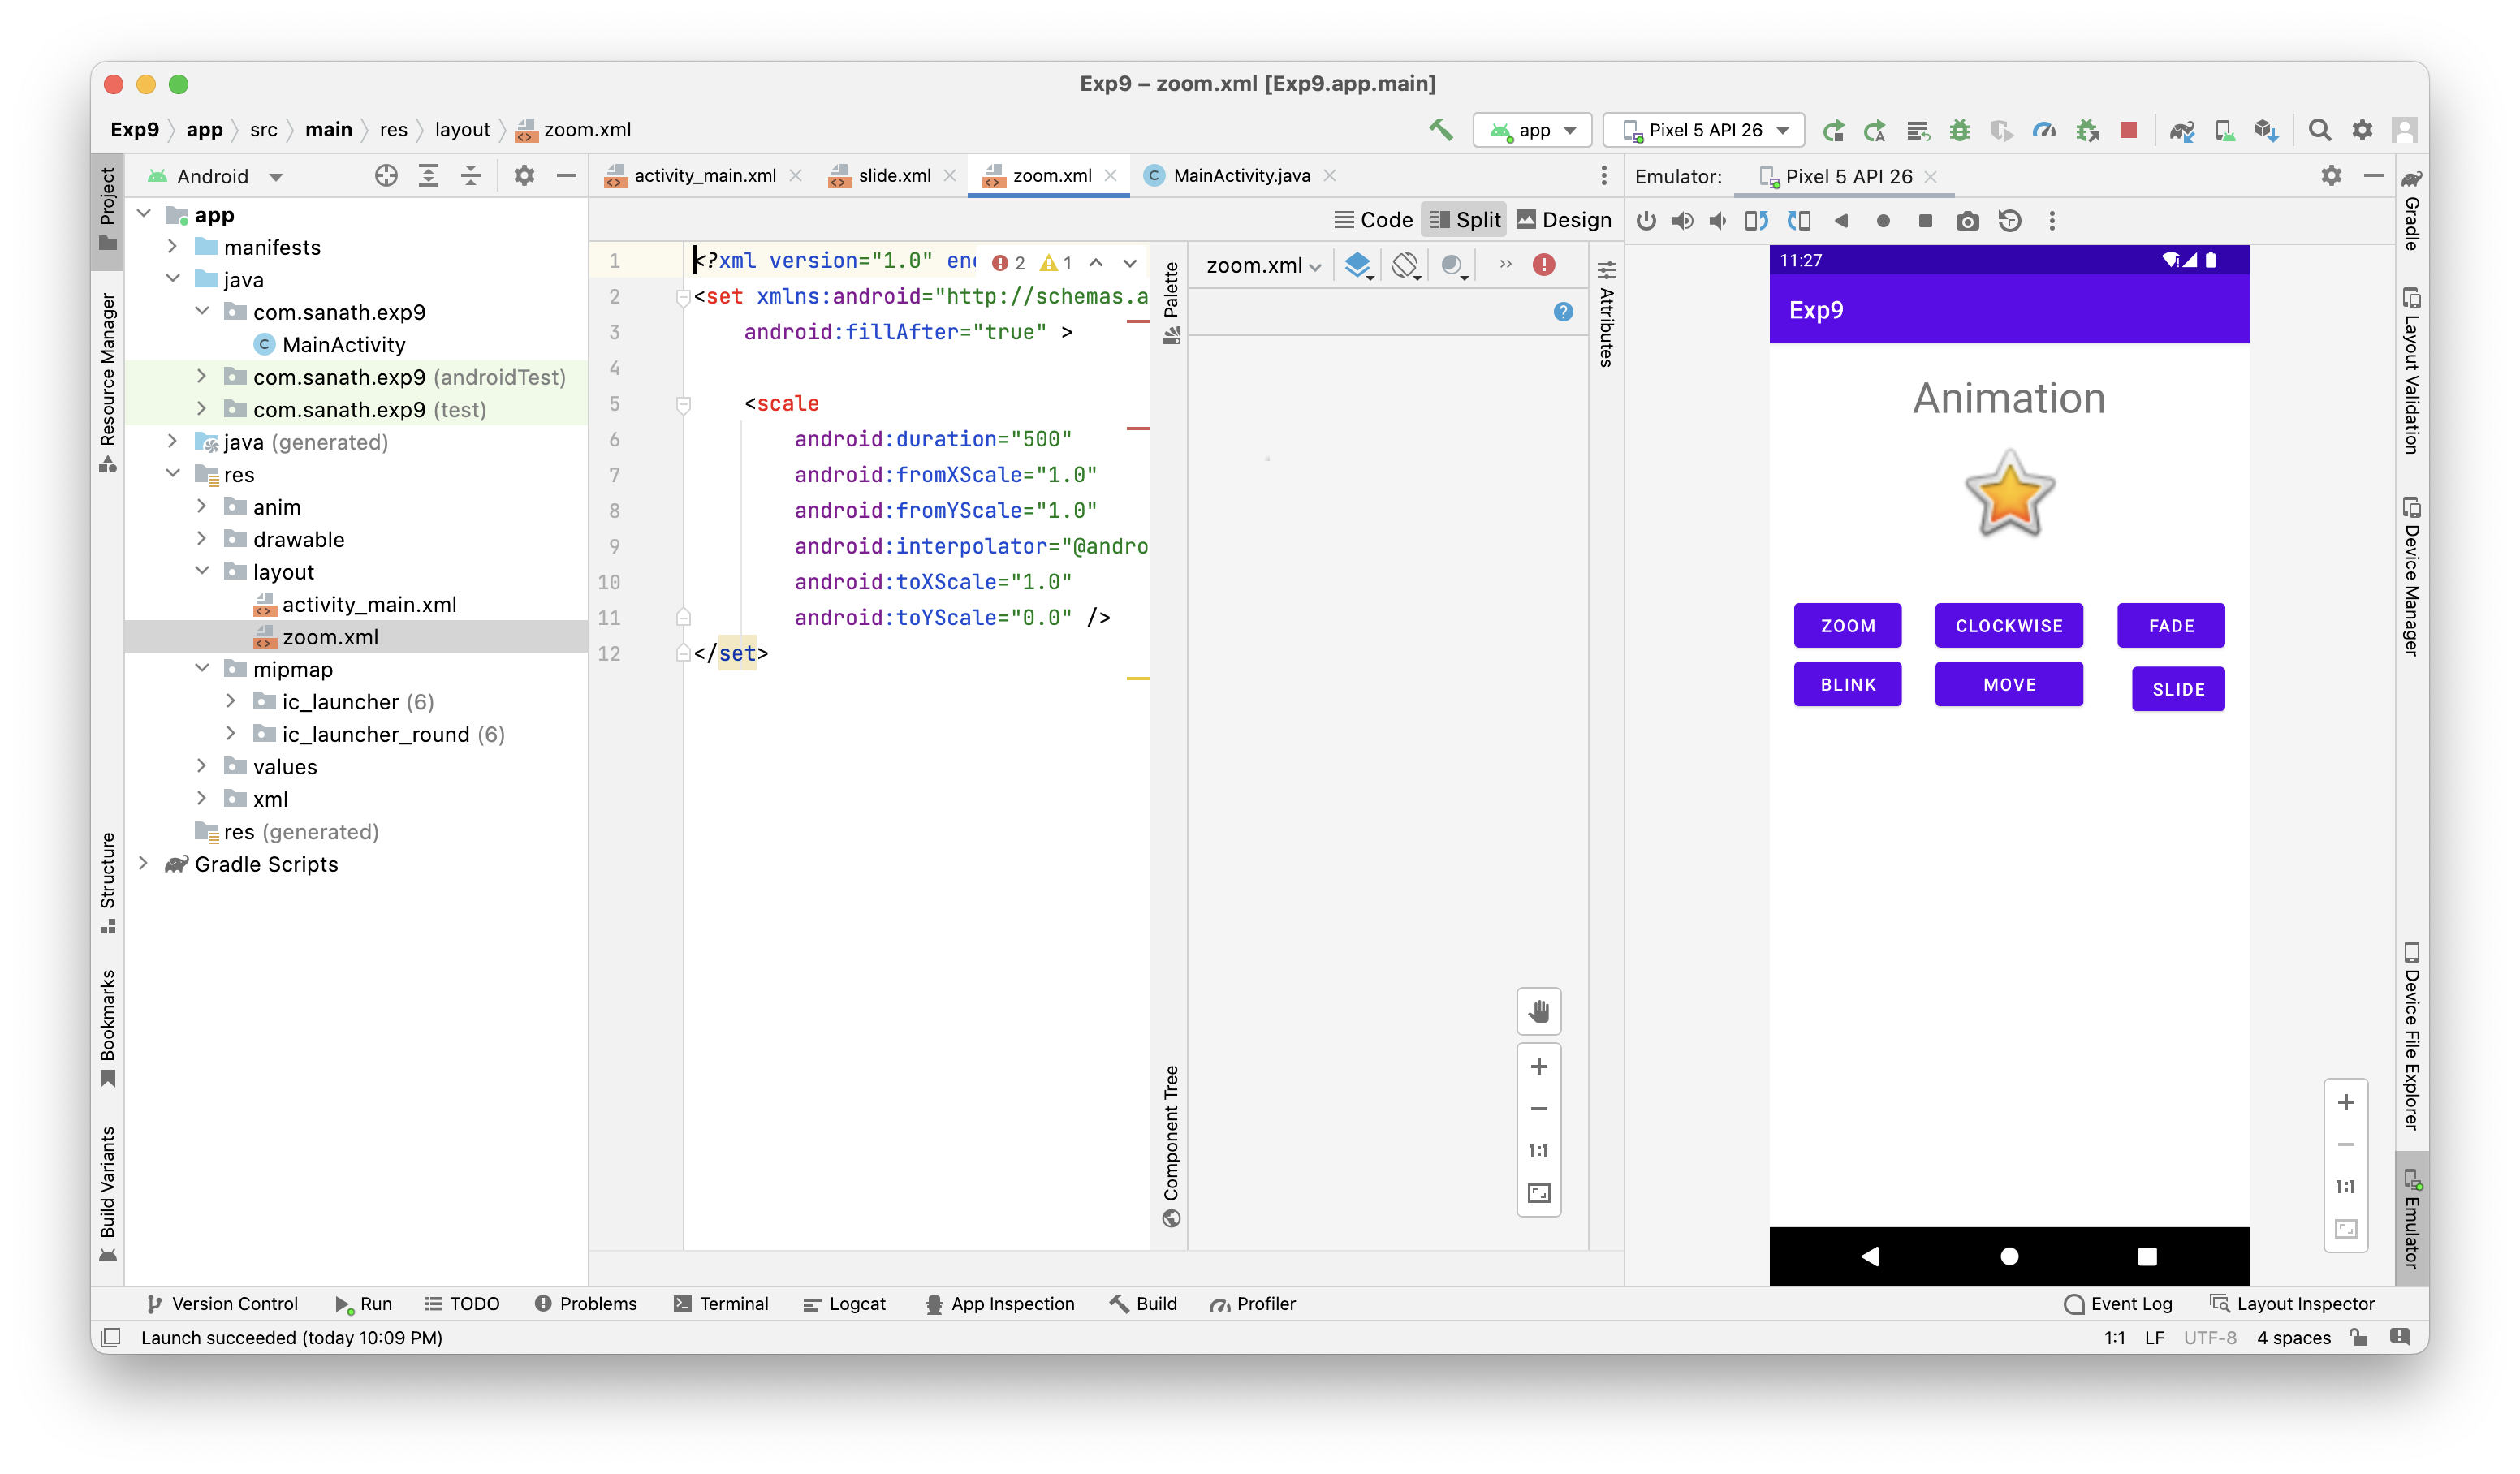 Exp9 – zoom.xml [Exp9.app.main]
Exp9 app src main res layout zoom.xml
app
Pixel 5 API 26
Project
Resource Manager
Structure
Bookmarks
Build Variants
Android
app
manifests
java
com.sanath.exp9
MainActivity
com.sanath.exp9 (androidTest)
com.sanath.exp9 (test)
java (generated)
res
anim
drawable
layout
activity_main.xml
zoom.xml
mipmap
ic_launcher (6)
ic_launcher_round (6)
values
xml
res (generated)
Gradle Scripts
activity_main.xml
slide.xml
zoom.xml
MainActivity.java
Code
Split
Design
2 1
1 <?xml version="1.0" enc
2 <set xmlns:android="http://schemas.a
3 android:fillAfter="true" >
4
5 <scale
6 android:duration="500"
7 android:fromXScale="1.0"
8 android:fromYScale="1.0"
9 android:interpolator="@andro
10 android:toXScale="1.0"
11 android:toYScale="0.0" />
12 </set>
Palette
Component Tree
zoom.xml
Attributes
1:1
Emulator:
Pixel 5 API 26
11:27
Exp9
Animation
ZOOM
CLOCKWISE
FADE
BLINK
MOVE
SLIDE
1:1
Gradle
Layout Validation
Device Manager
Device File Explorer
Emulator
Version Control
Run
TODO
Problems
Terminal
Logcat
App Inspection
Build
Profiler
Event Log
Layout Inspector
Launch succeeded (today 10:09 PM)
1:1
LF
UTF-8
4 spaces